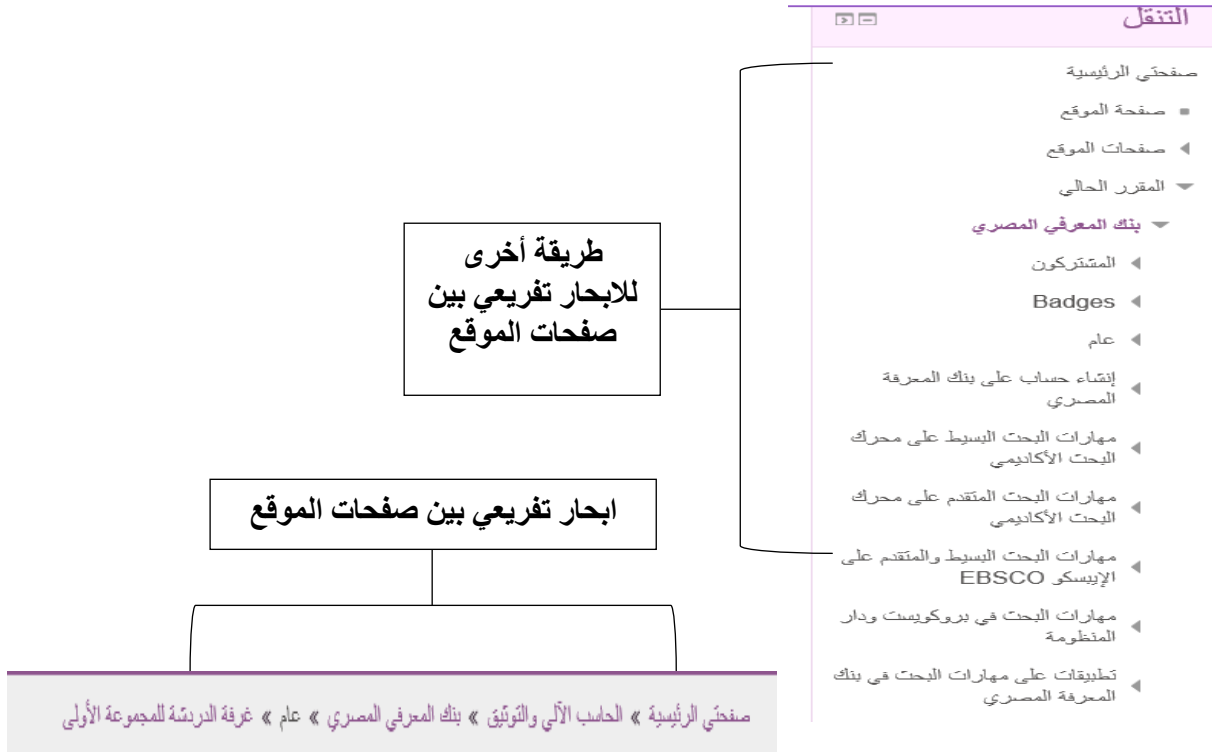 التنقل
صفحتي الرئيسية
صفحة الموقع
صفحات الموقع
المقرر الحالي
بنك المعرفي المصري
المشتركون
Badges
عام
إنشاء حساب على بنك المعرفة
المصري
مهارات البحث البسيط على محرك
البحث الأكاديمي
مهارات البحث المتقدم على محرك
البحث الأكاديمي
مهارات البحث البسيط والمتقدم على
الإيبسكو EBSCO
مهارات البحث في بروكويست ودار
المنظومة
تطبيقات على مهارات البحث في بنك
المعرفة المصري
طريقة أخرى
للابحار تفريعي بين
صفحات الموقع
ابحار تفريعي بين صفحات الموقع
صفحتي الرئيسية » الحاسب الآلي والتوثيق » بنك المعرفي المصري » عام » غرفة الدردشة للمجموعة الأولى